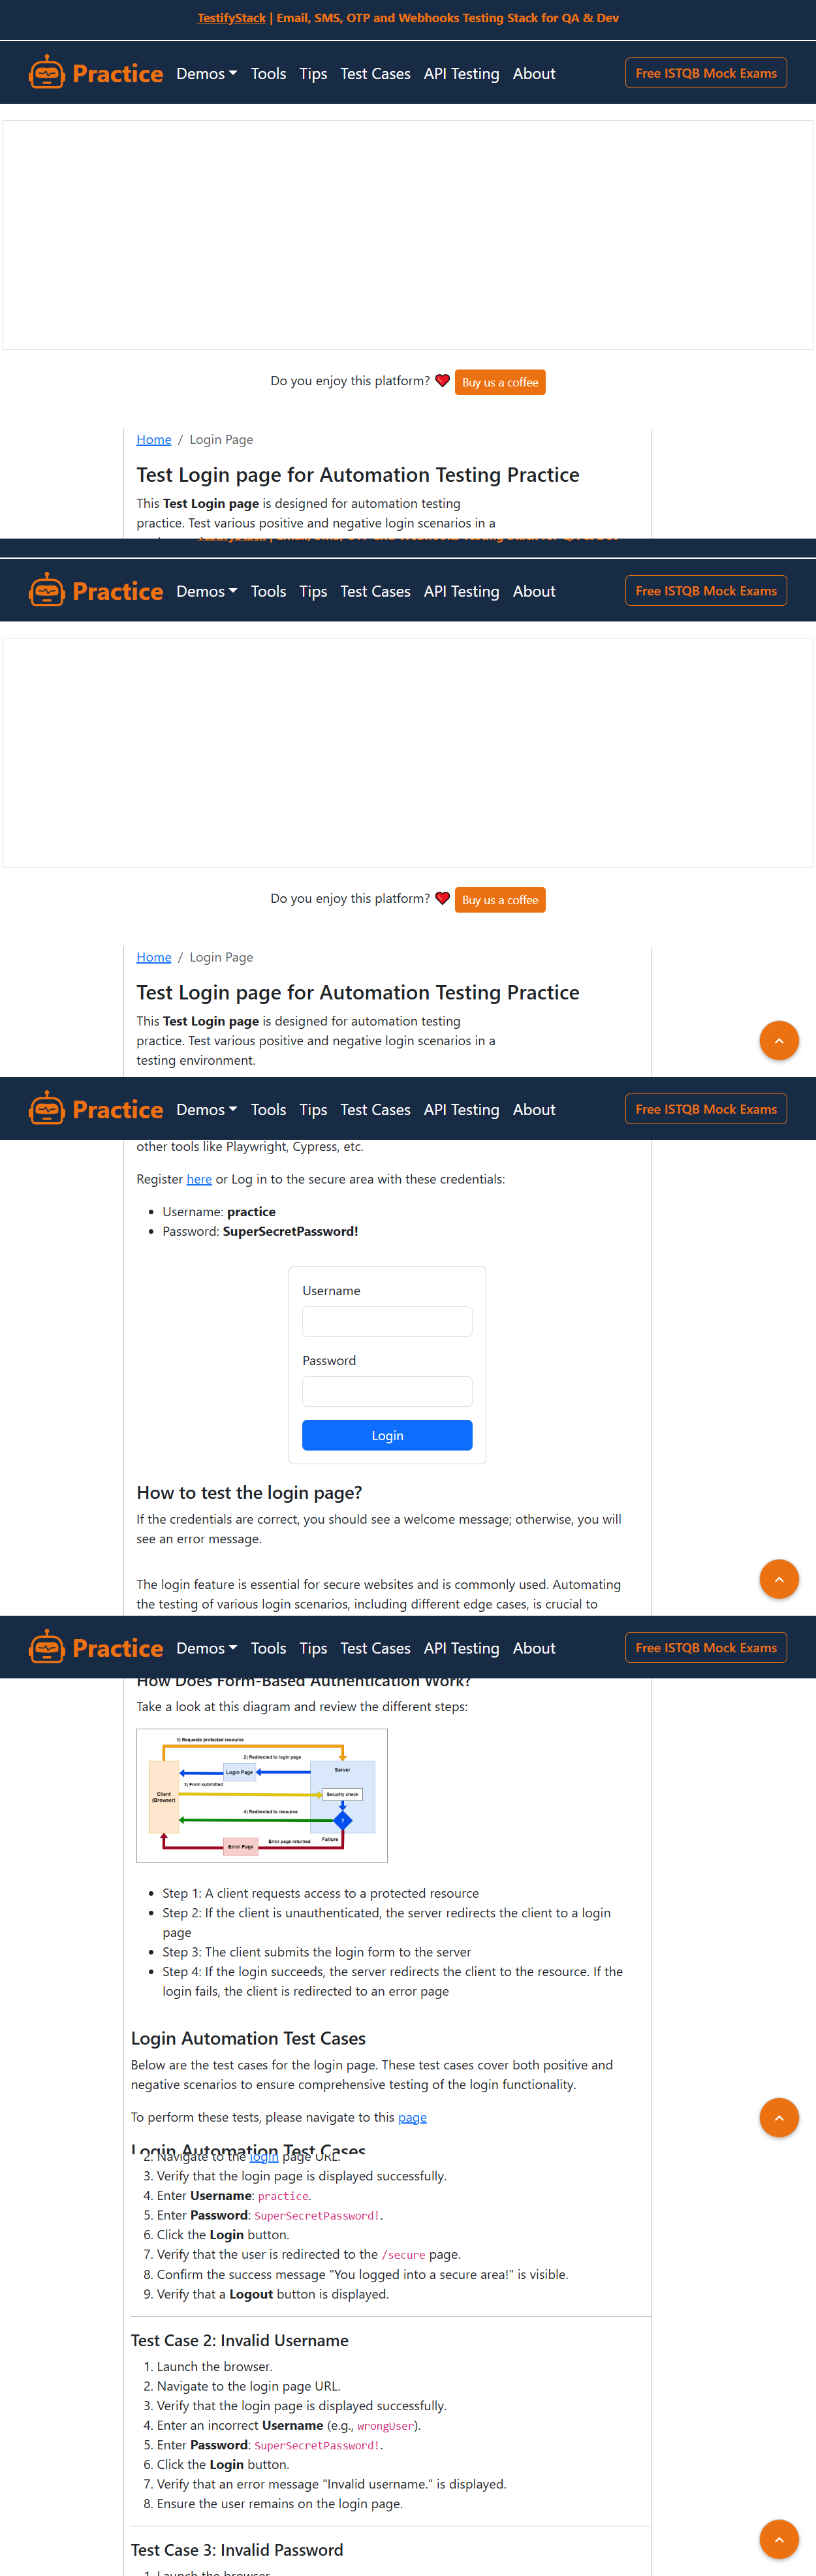 TestifyStack | Email, SMS, OTP and Webhooks Testing Stack for QA & Dev
Practice Demos Tools Tips Test Cases API Testing About Free ISTQB Mock Exams
Do you enjoy this platform? Buy us a coffee
Home / Login Page
Test Login page for Automation Testing Practice
This Test Login page is designed for automation testing
practice. Test various positive and negative login scenarios in a
TestifyStack | Email, SMS, OTP and Webhooks Testing Stack for QA & Dev
Practice Demos Tools Tips Test Cases API Testing About Free ISTQB Mock Exams
Do you enjoy this platform? Buy us a coffee
Home / Login Page
Test Login page for Automation Testing Practice
This Test Login page is designed for automation testing
practice. Test various positive and negative login scenarios in a
testing environment.
Practice Demos Tools Tips Test Cases API Testing About Free ISTQB Mock Exams
other tools like Playwright, Cypress, etc.
Register here or Log in to the secure area with these credentials:
• Username: practice
• Password: SuperSecretPassword!
Username
Password
Login
How to test the login page?
If the credentials are correct, you should see a welcome message; otherwise, you will
see an error message.
The login feature is essential for secure websites and is commonly used. Automating
the testing of various login scenarios, including different edge cases, is crucial to
Practice Demos Tools Tips Test Cases API Testing About Free ISTQB Mock Exams
How Does Form-Based Authentication Work?
Take a look at this diagram and review the different steps:
1) Requests protected resource
2) Redirected to login page
Login Page
Server
3) Form submitted
Client
(Browser)
Security check
4) Redirected to resource
?
Error Page
Error page returned
Failure
• Step 1: A client requests access to a protected resource
• Step 2: If the client is unauthenticated, the server redirects the client to a login
page
• Step 3: The client submits the login form to the server
• Step 4: If the login succeeds, the server redirects the client to the resource. If the
login fails, the client is redirected to an error page
Login Automation Test Cases
Below are the test cases for the login page. These test cases cover both positive and
negative scenarios to ensure comprehensive testing of the login functionality.
To perform these tests, please navigate to this page
Login Automation Test Cases
2. Navigate to the login page URL.
3. Verify that the login page is displayed successfully.
4. Enter Username: practice.
5. Enter Password: SuperSecretPassword!.
6. Click the Login button.
7. Verify that the user is redirected to the /secure page.
8. Confirm the success message "You logged into a secure area!" is visible.
9. Verify that a Logout button is displayed.
Test Case 2: Invalid Username
1. Launch the browser.
2. Navigate to the login page URL.
3. Verify that the login page is displayed successfully.
4. Enter an incorrect Username (e.g., wrongUser).
5. Enter Password: SuperSecretPassword!.
6. Click the Login button.
7. Verify that an error message "Invalid username." is displayed.
8. Ensure the user remains on the login page.
Test Case 3: Invalid Password
1. Launch the browser